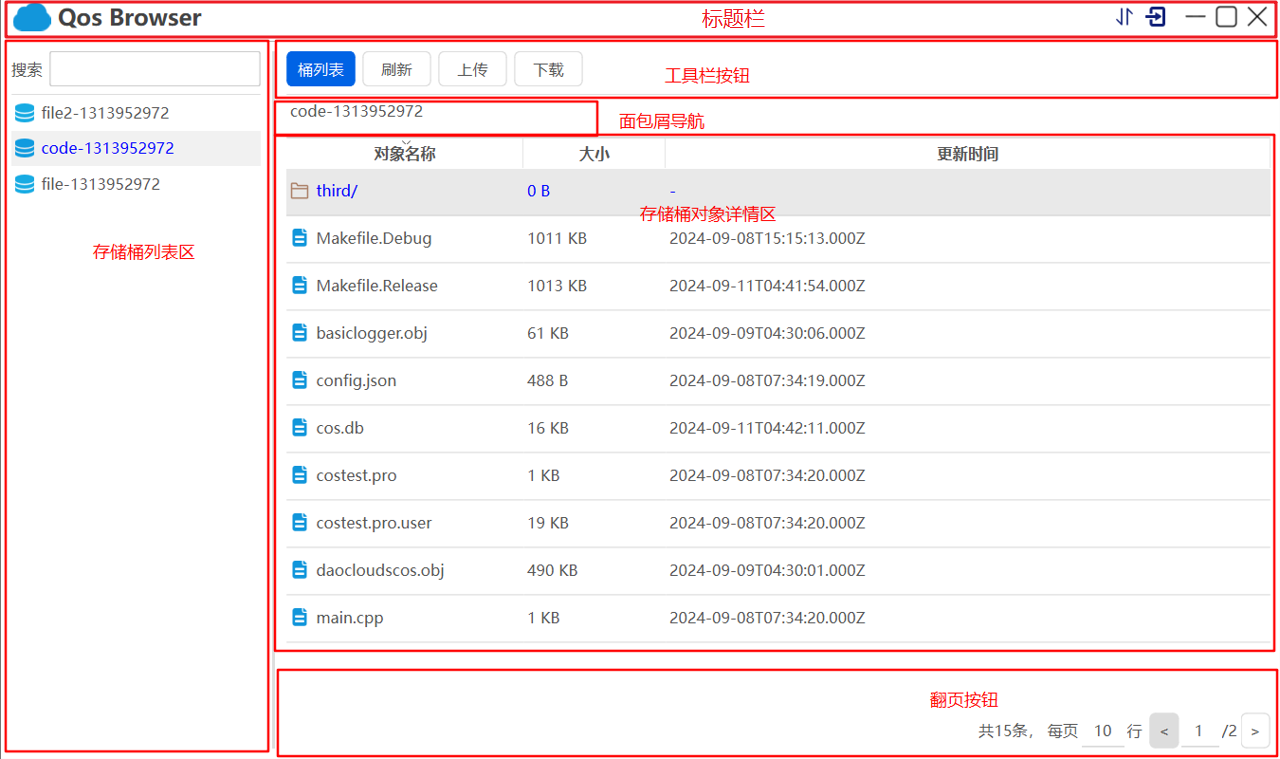 Qos Browser
标题栏
搜索
file2-1313952972
code-1313952972
file-1313952972
存储桶列表区
桶列表 刷新 上传 下载
工具栏按钮
code-1313952972
面包屑导航
对象名称 大小 更新时间
third/ 0 B -
存储桶对象详情区
Makefile.Debug 1011 KB 2024-09-08T15:15:13.000Z
Makefile.Release 1013 KB 2024-09-11T04:41:54.000Z
basiclogger.obj 61 KB 2024-09-09T04:30:06.000Z
config.json 488 B 2024-09-08T07:34:19.000Z
cos.db 16 KB 2024-09-11T04:42:11.000Z
costest.pro 1 KB 2024-09-08T07:34:20.000Z
costest.pro.user 19 KB 2024-09-08T07:34:20.000Z
daocloudscos.obj 490 KB 2024-09-09T04:30:01.000Z
main.cpp 1 KB 2024-09-08T07:34:20.000Z
翻页按钮
共15条, 每页 10 行 < 1 /2 >